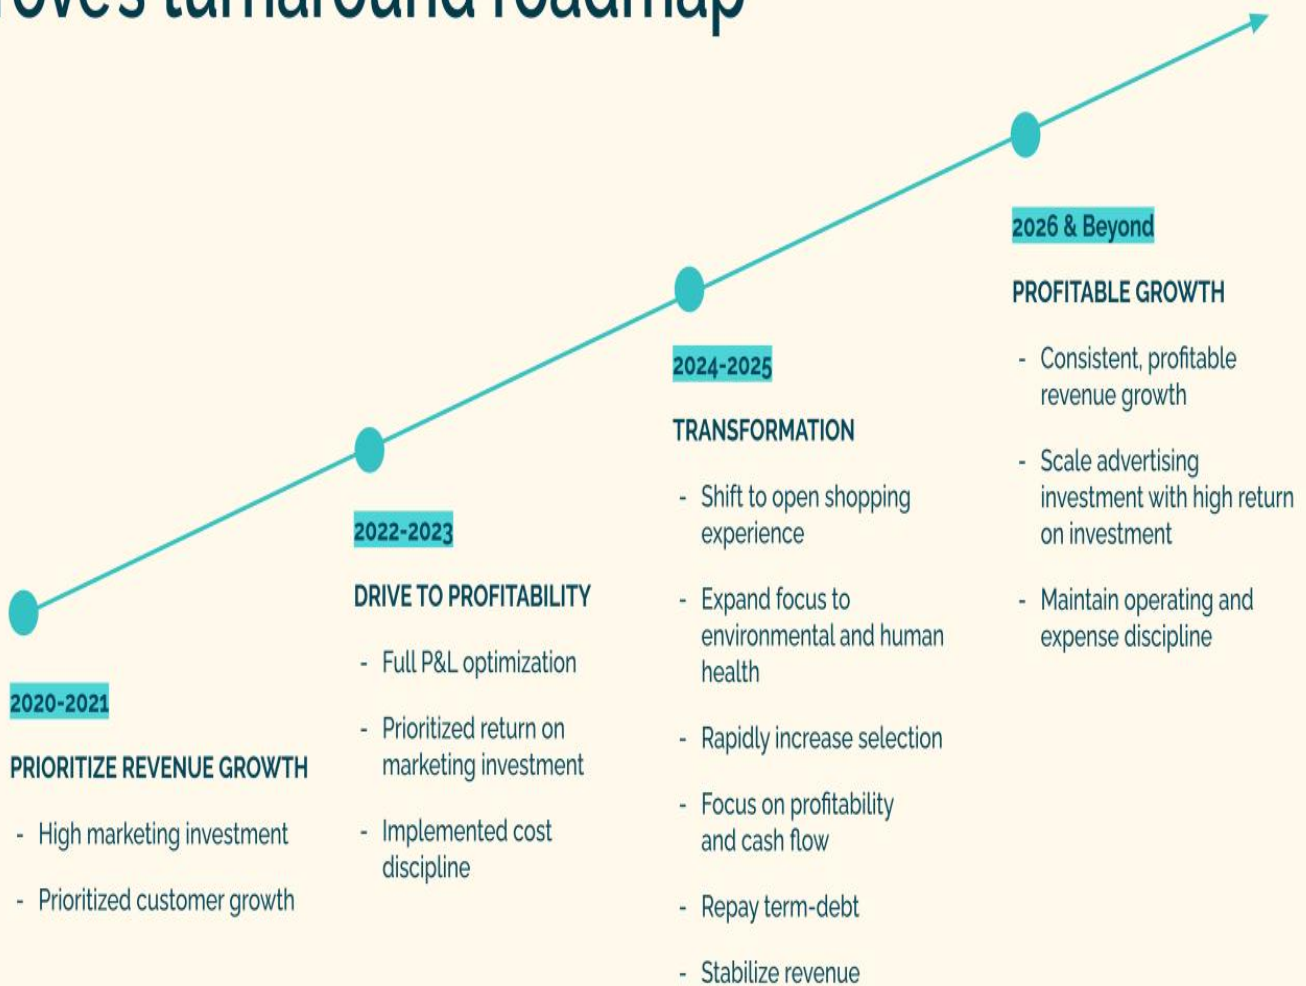 rove's turnaround roadmap
2020-2021
PRIORITIZE REVENUE GROWTH
- High marketing investment
- Prioritized customer growth
2022-2023
DRIVE TO PROFITABILITY
- Full P&L optimization
- Prioritized return on
marketing investment
- Implemented cost
discipline
2024-2025
TRANSFORMATION
- Shift to open shopping
experience
- Expand focus to
environmental and human
health
- Rapidly increase selection
- Focus on profitability
and cash flow
- Repay term-debt
- Stabilize revenue
2026 & Beyond
PROFITABLE GROWTH
- Consistent, profitable
revenue growth
- Scale advertising
investment with high return
on investment
- Maintain operating and
expense discipline